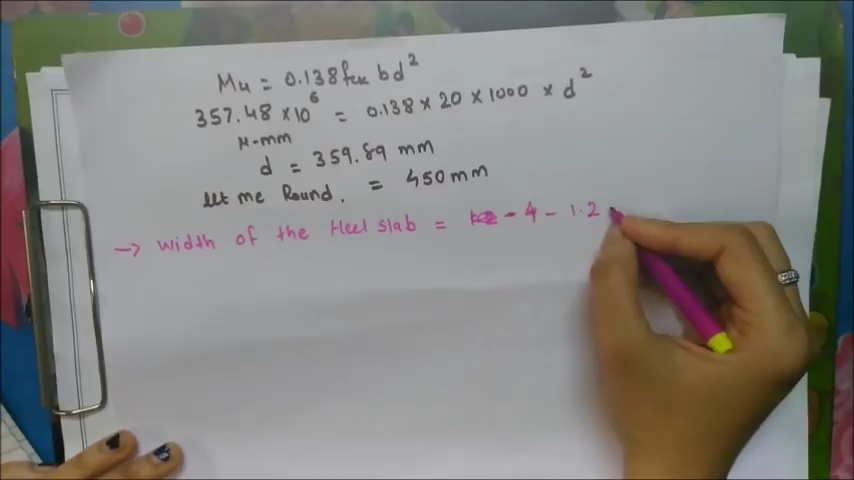 Mu = 0.138 fck bd²
357.48 × 10⁶ = 0.138 × 20 × 1000 × d²
N-mm
d = 359.89 mm
let me Round. = 450 mm
→ width of the Heel slab = - 4 - 1.2